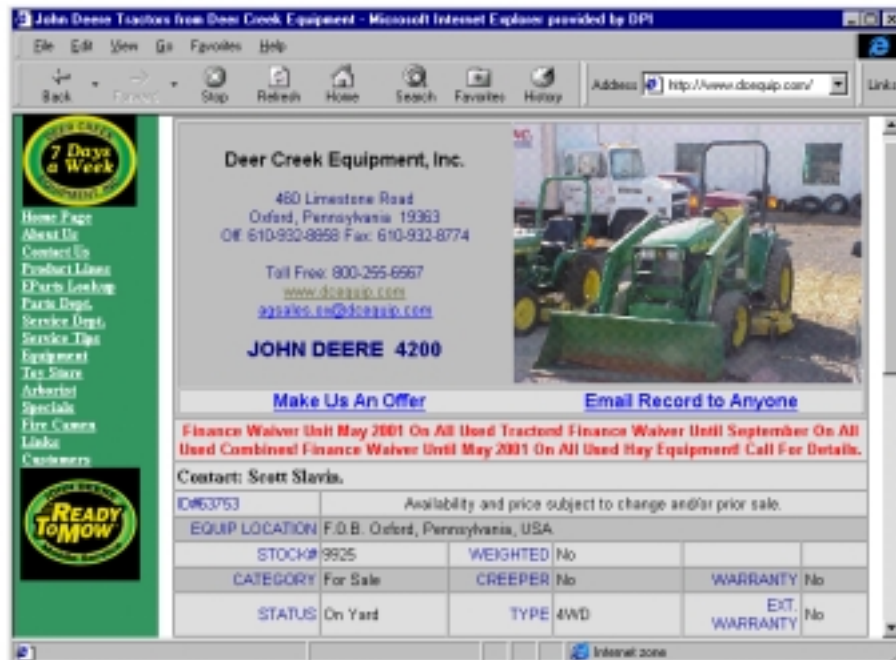 John Deere Tractors from Deer Creek Equipment - Microsoft Internet Explorer provided by DPI
File Edit View Go Favorites Help
Back Forward Stop Refresh Home Search Favorites History Address http://www.dcequip.com/ Links
DEER CREEK
7 Days
a Week
Home Page
About Us
Contact Us
Product Lines
EParts Lookup
Parts Dept.
Service Dept.
Service Tips
Equipment
Toy Store
Arborist
Specials
Links
Customers
JOHN DEERE
READY
TO MOW
Deer Creek Equipment, Inc.
460 Limestone Road
Oxford, Pennsylvania 19363
Off: 610-932-8858 Fax: 610-932-8774
Toll Free: 800-255-6567
www.dcequip.com
agsales.ox@dcequip.com
JOHN DEERE 4200
Make Us An Offer Email Record to Anyone
Finance Waiver Unit May 2001 On All Used Tractors! Finance Waiver Until September On All
Used Combines! Finance Waiver Until May 2001 On All Used Hay Equipment! Call For Details.
Contact: Scott Slavin.
ID#63753 Availability and price subject to change and/or prior sale.
EQUIP LOCATION F.O.B. Oxford, Pennsylvania, USA
STOCK# 9925 WEIGHTED No
CATEGORY For Sale CREEPER No WARRANTY No
STATUS On Yard TYPE 4WD EXT. WARRANTY No
Internet zone